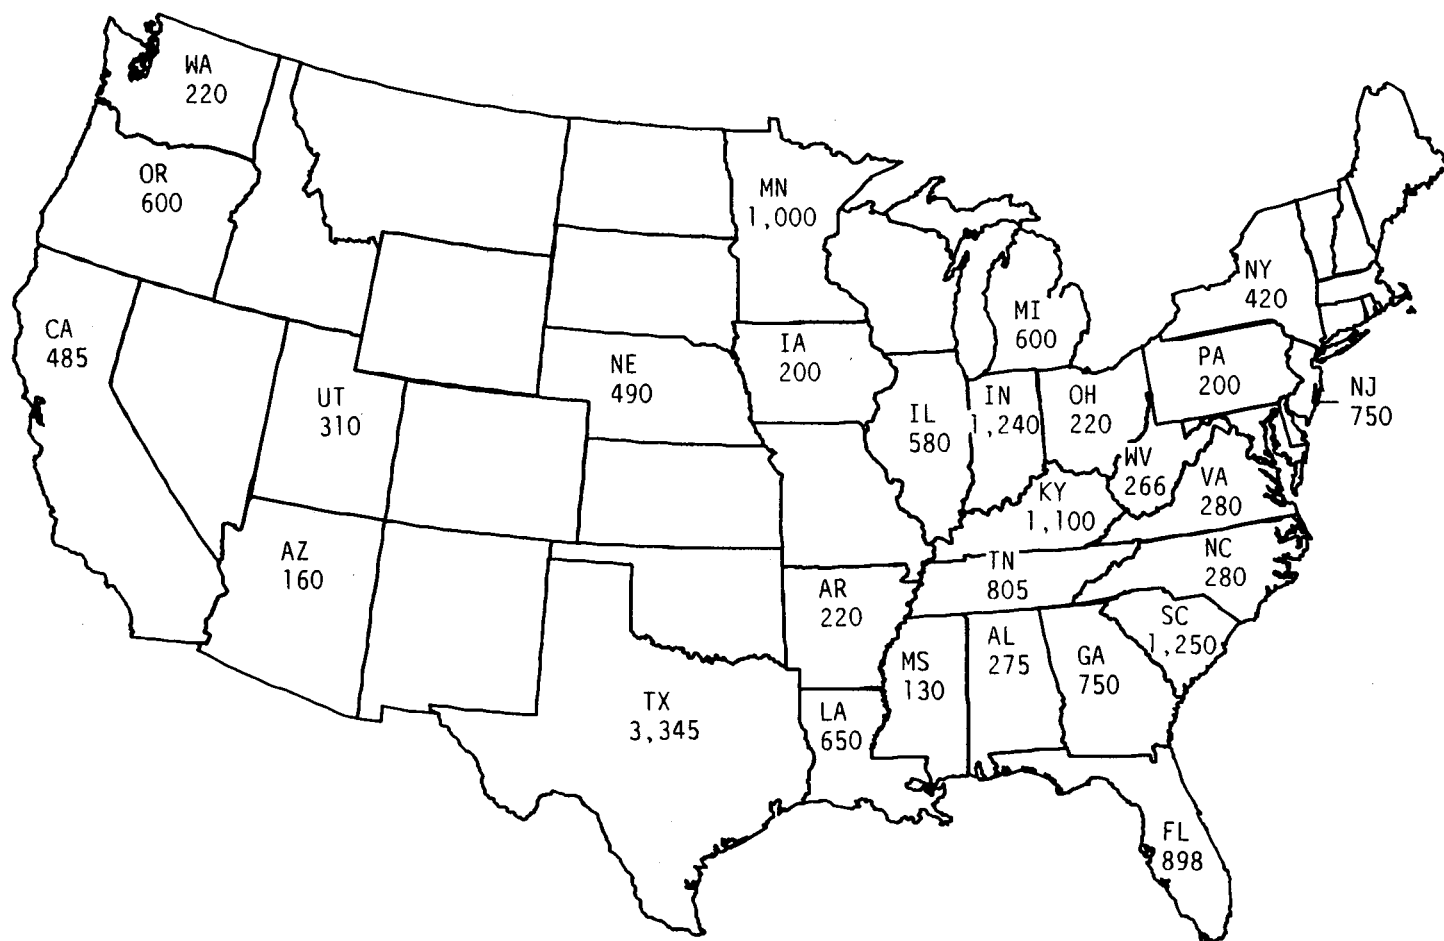 WA
220
OR
600
MN
1,000
NY
420
CA
485
MI
600
IA
200
NE
490
PA
200
NJ
750
UT
310
IL
580
IN
1,240
OH
220
WV
266
VA
280
KY
1,100
AZ
160
TN
805
NC
280
AR
220
SC
1,250
MS
130
AL
275
GA
750
TX
3,345
LA
650
FL
898